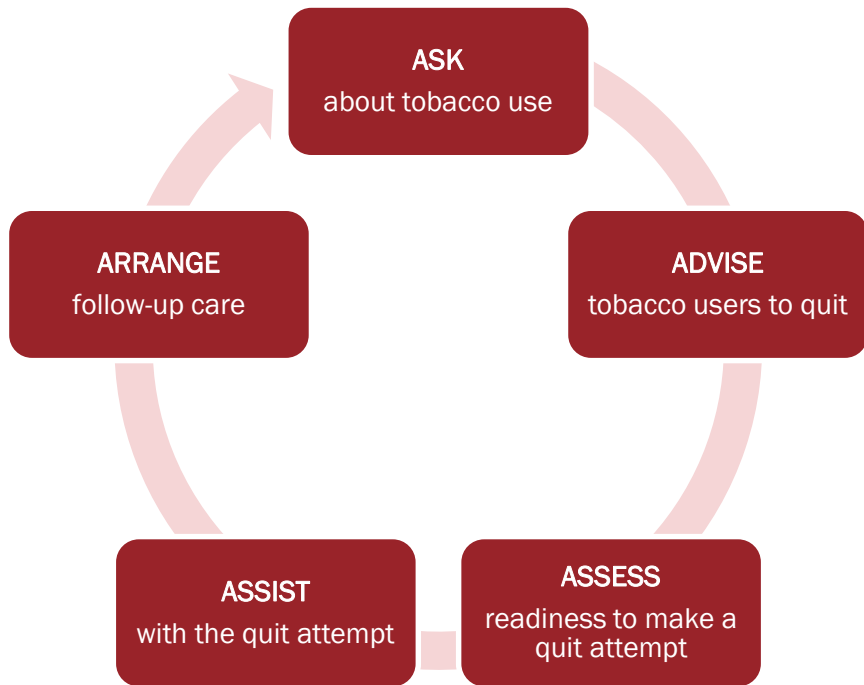 ASK
about tobacco use
ADVISE
tobacco users to quit
ASSESS
readiness to make a
quit attempt
ASSIST
with the quit attempt
ARRANGE
follow-up care